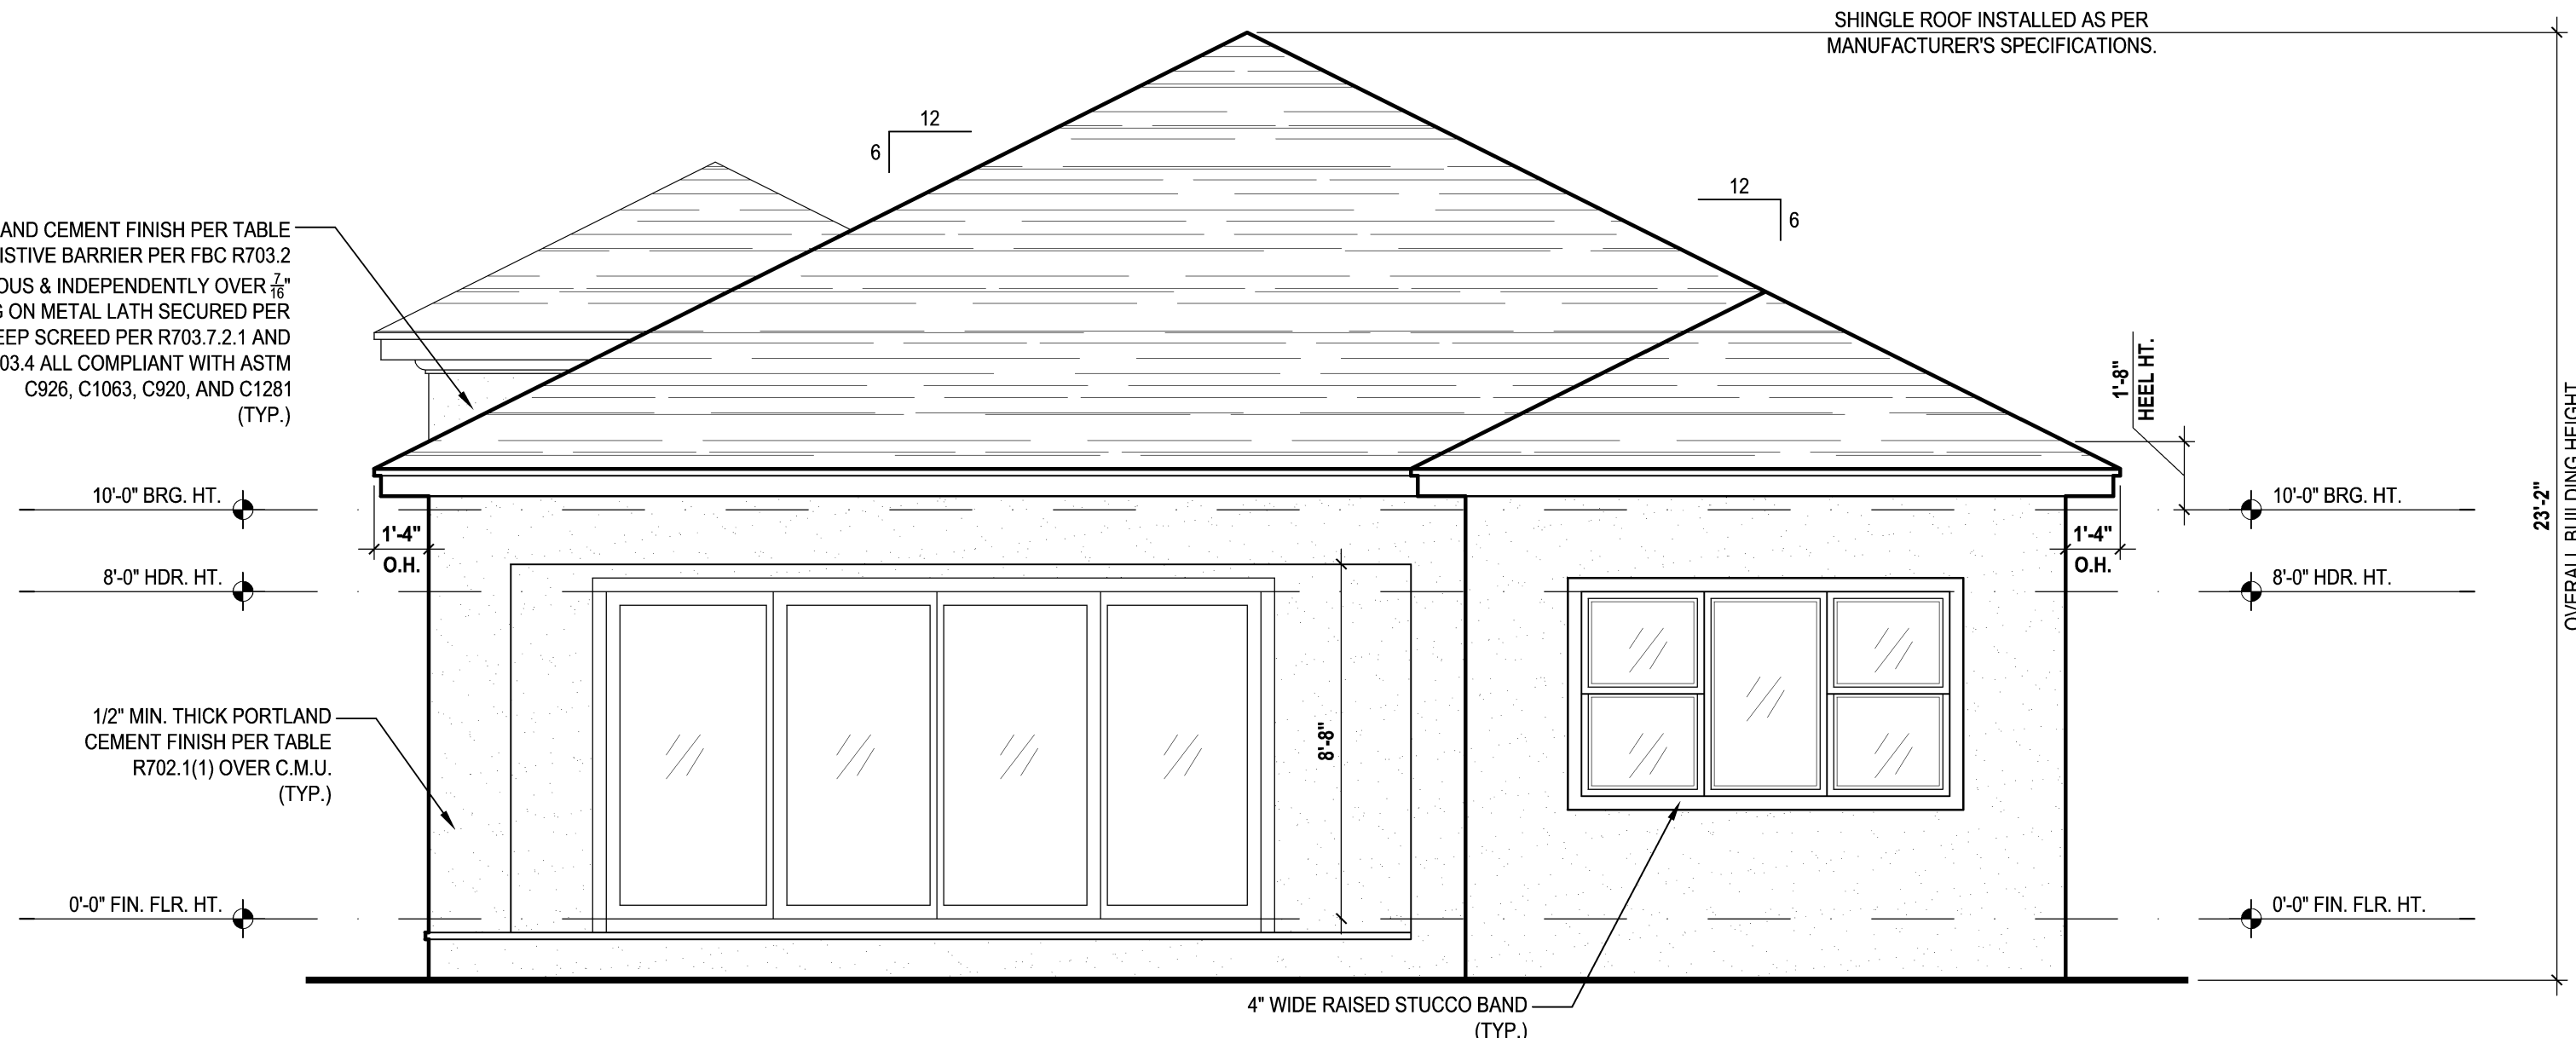 SHINGLE ROOF INSTALLED AS PER
MANUFACTURER'S SPECIFICATIONS.
12
6
12
6
AND CEMENT FINISH PER TABLE
ISTIVE BARRIER PER FBC R703.2
OUS & INDEPENDENTLY OVER 7/16"
G ON METAL LATH SECURED PER
EEP SCREED PER R703.7.2.1 AND
03.4 ALL COMPLIANT WITH ASTM
C926, C1063, C920, AND C1281
(TYP.)
1'-8"
HEEL HT.
23'-2"
OVERALL BUILDING HEIGHT
10'-0" BRG. HT.
10'-0" BRG. HT.
1'-4"
O.H.
1'-4"
O.H.
8'-0" HDR. HT.
8'-0" HDR. HT.
1/2" MIN. THICK PORTLAND
CEMENT FINISH PER TABLE
R702.1(1) OVER C.M.U.
(TYP.)
8'-8"
0'-0" FIN. FLR. HT.
0'-0" FIN. FLR. HT.
4" WIDE RAISED STUCCO BAND
(TYP.)